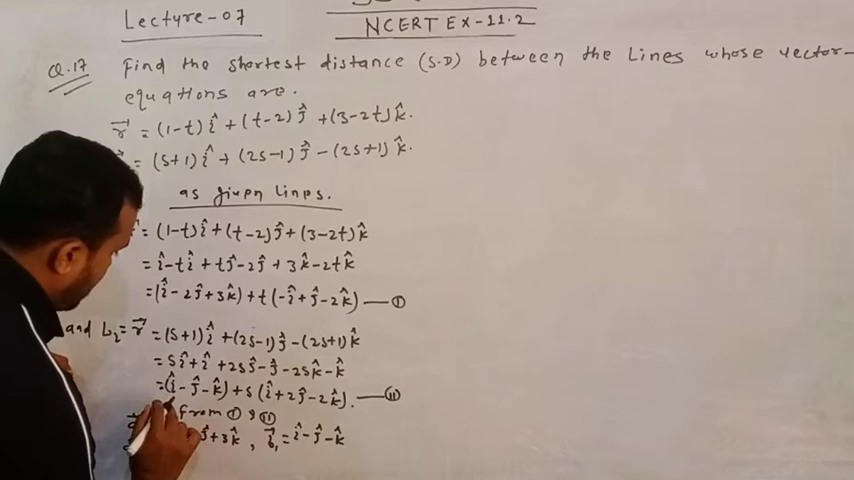 Lecture-07
NCERT EX-11.2
Q.17 Find the shortest distance (S.D) between the Lines whose vector-
equations are.
r⃗ = (1-t)î + (t-2)ĵ + (3-2t)k̂.
= (s+1)î + (2s-1)ĵ - (2s+1)k̂.
as given Lines.
= (1-t)î + (t-2)ĵ + (3-2t)k̂
= î - tî + tĵ - 2ĵ + 3k̂ - 2tk̂
= (î - 2ĵ + 3k̂) + t(-î + ĵ - 2k̂) — ①
and L₂ = r⃗ = (s+1)î + (2s-1)ĵ - (2s+1)k̂
= sî + î + 2sĵ - ĵ - 2sk̂ - k̂
= (î - ĵ - k̂) + s(î + 2ĵ - 2k̂). — ⑪
from ① & ⑪
ĵ + 3k̂, b⃗₁ = î - ĵ - k̂